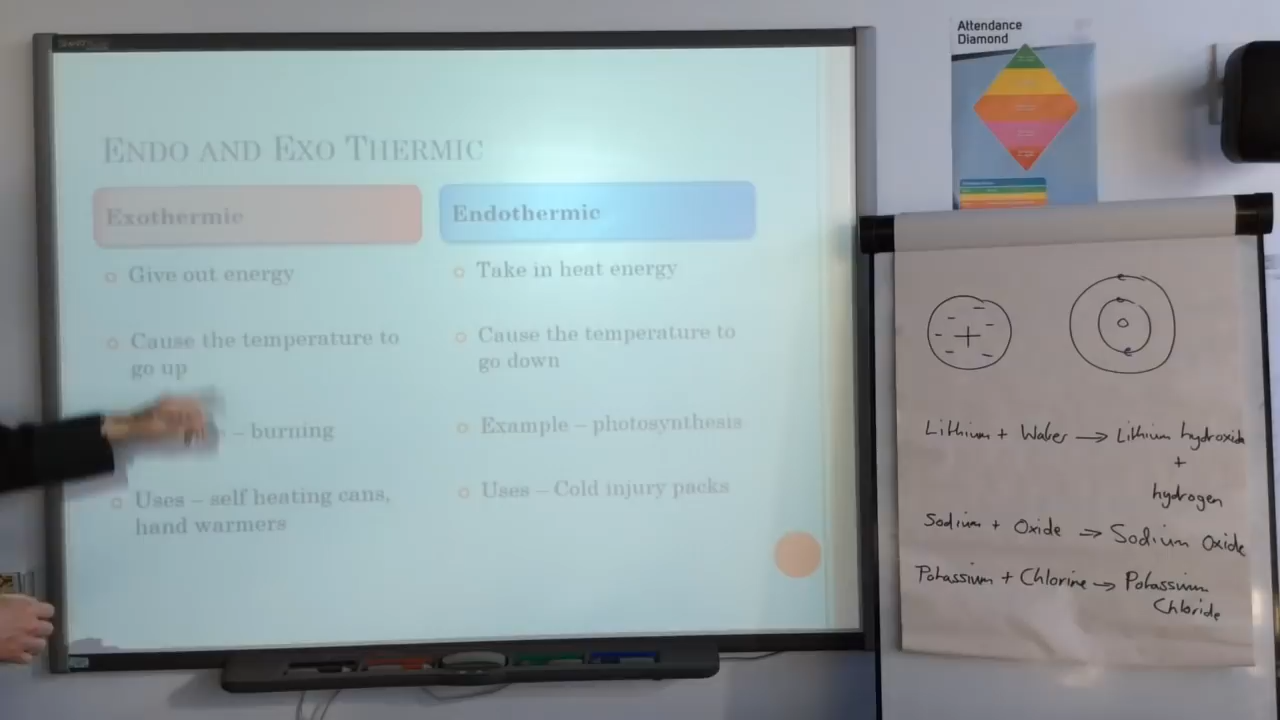 Attendance
Diamond
ENDO AND EXO THERMIC
Exothermic
Give out energy
Cause the temperature to
go up
– burning
Uses – self heating cans,
hand warmers
Endothermic
Take in heat energy
Cause the temperature to
go down
Example – photosynthesis
Uses – Cold injury packs
Lithium + Water → Lithium hydroxide
+
hydrogen
Sodium + Oxide → Sodium Oxide
Potassium + Chlorine → Potassium
Chloride